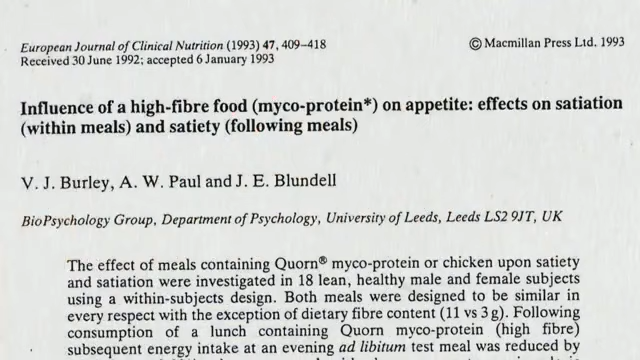 European Journal of Clinical Nutrition (1993) 47, 409–418
© Macmillan Press Ltd. 1993
Received 30 June 1992; accepted 6 January 1993
Influence of a high-fibre food (myco-protein*) on appetite: effects on satiation
(within meals) and satiety (following meals)
V. J. Burley, A. W. Paul and J. E. Blundell
BioPsychology Group, Department of Psychology, University of Leeds, Leeds LS2 9JT, UK
The effect of meals containing Quorn® myco-protein or chicken upon satiety
and satiation were investigated in 18 lean, healthy male and female subjects
using a within-subjects design. Both meals were designed to be similar in
every respect with the exception of dietary fibre content (11 vs 3 g). Following
consumption of a lunch containing Quorn myco-protein (high fibre)
subsequent energy intake at an evening ad libitum test meal was reduced by